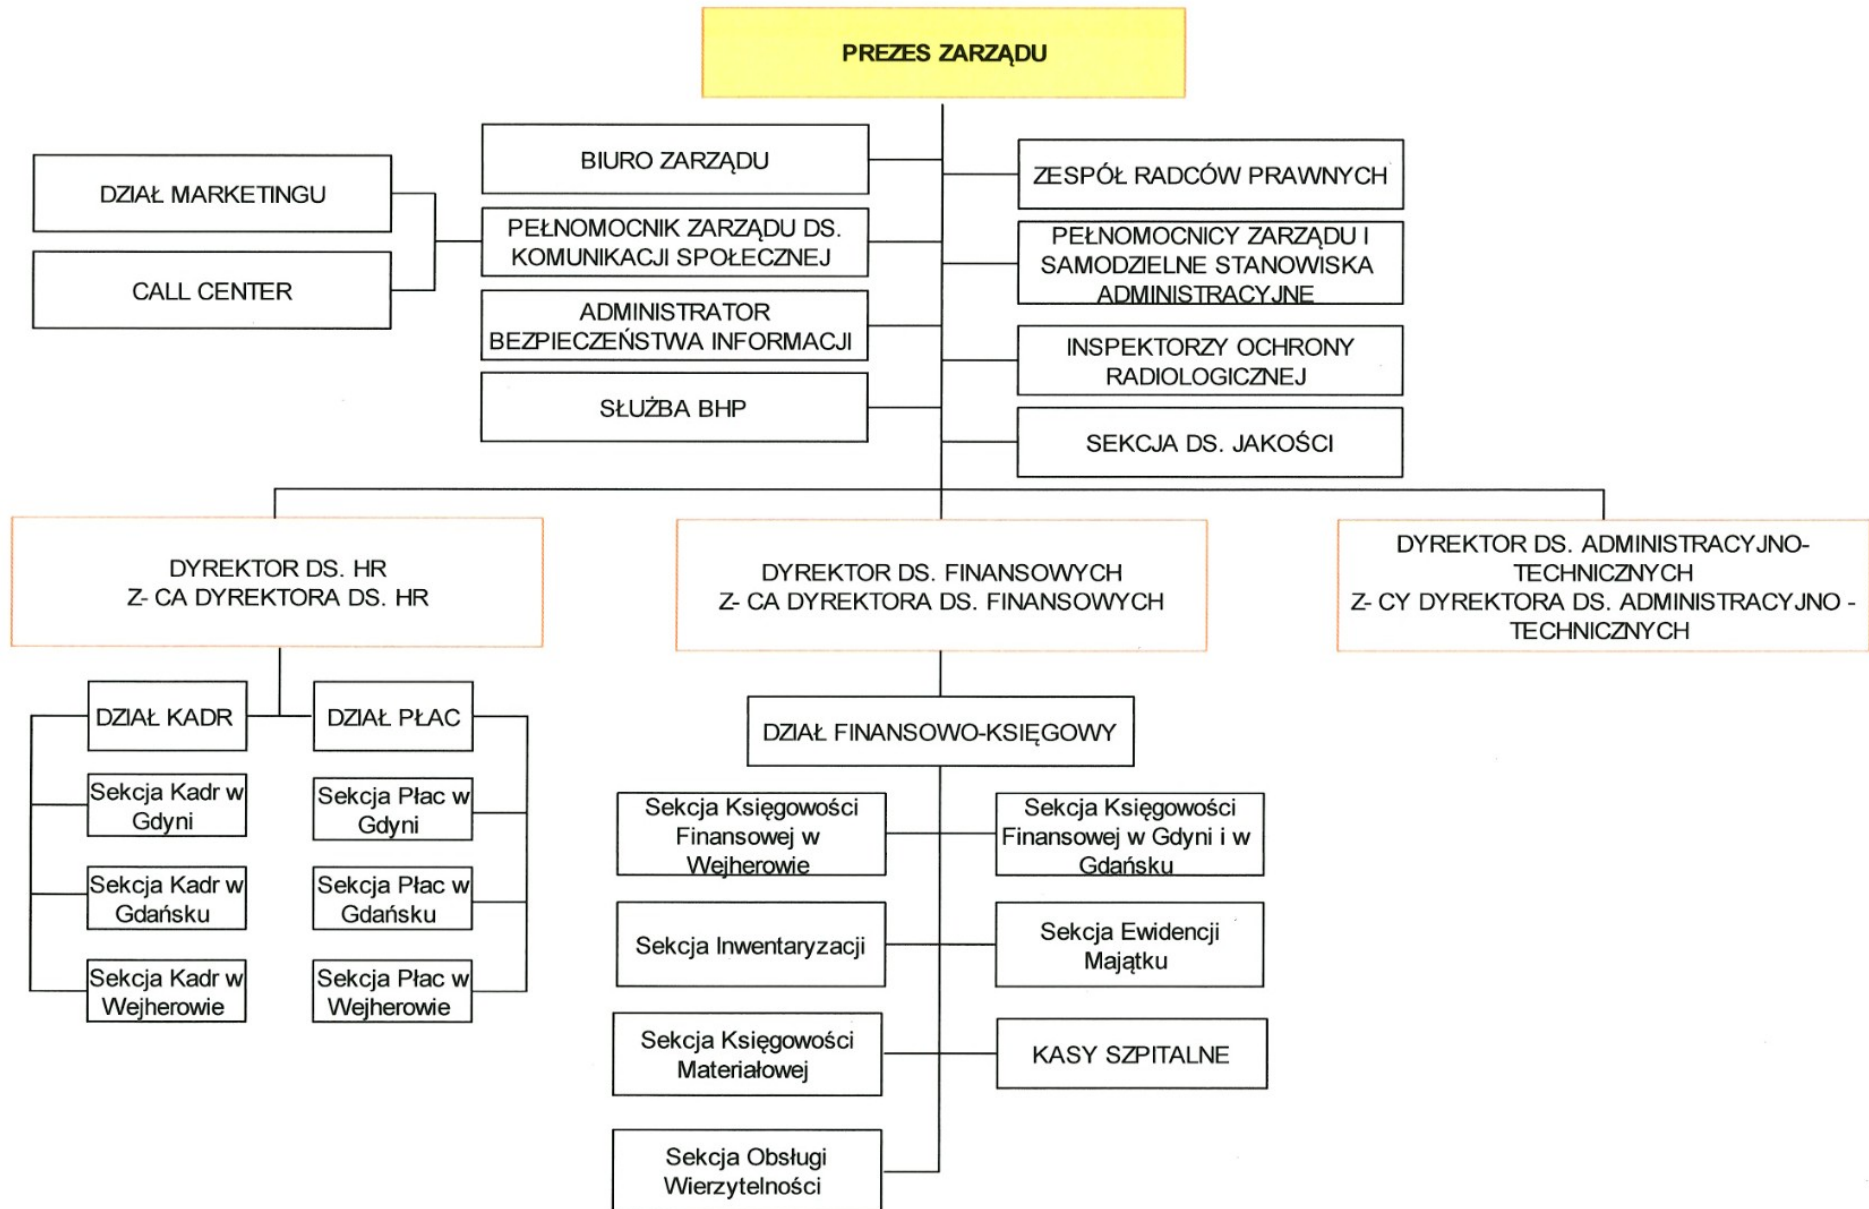 PREZES ZARZĄDU
BIURO ZARZĄDU
ZESPÓŁ RADCÓW PRAWNYCH
DZIAŁ MARKETINGU
CALL CENTER
PEŁNOMOCNIK ZARZĄDU DS.
KOMUNIKACJI SPOŁECZNEJ
PEŁNOMOCNICY ZARZĄDU I
SAMODZIELNE STANOWISKA
ADMINISTRACYJNE
ADMINISTRATOR
BEZPIECZEŃSTWA INFORMACJI
INSPEKTORZY OCHRONY
RADIOLOGICZNEJ
SŁUŻBA BHP
SEKCJA DS. JAKOŚCI
DYREKTOR DS. HR
Z- CA DYREKTORA DS. HR
DYREKTOR DS. FINANSOWYCH
Z- CA DYREKTORA DS. FINANSOWYCH
DYREKTOR DS. ADMINISTRACYJNO-
TECHNICZNYCH
Z- CY DYREKTORA DS. ADMINISTRACYJNO -
TECHNICZNYCH
DZIAŁ KADR
DZIAŁ PŁAC
Sekcja Kadr w
Gdyni
Sekcja Płac w
Gdyni
Sekcja Kadr w
Gdańsku
Sekcja Płac w
Gdańsku
Sekcja Kadr w
Wejherowie
Sekcja Płac w
Wejherowie
DZIAŁ FINANSOWO-KSIĘGOWY
Sekcja Księgowości
Finansowej w
Wejherowie
Sekcja Księgowości
Finansowej w Gdyni i w
Gdańsku
Sekcja Inwentaryzacji
Sekcja Ewidencji
Majątku
Sekcja Księgowości
Materiałowej
KASY SZPITALNE
Sekcja Obsługi
Wierzytelności